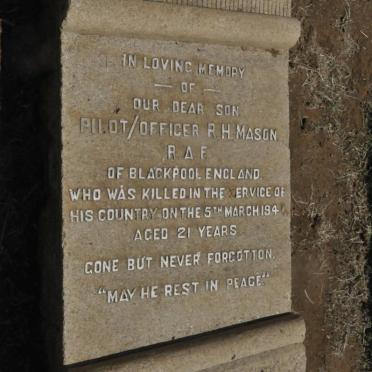 IN LOVING MEMORY
— OF —
OUR DEAR SON
PILOT/OFFICER R.H. MASON
R A F
OF BLACKPOOL ENGLAND,
WHO WAS KILLED IN THE ERVICE OF
HIS COUNTRY ON THE 5TH MARCH 194
AGED 21 YEARS
GONE BUT NEVER FORGOTTON.
"MAY HE REST IN PEACE"